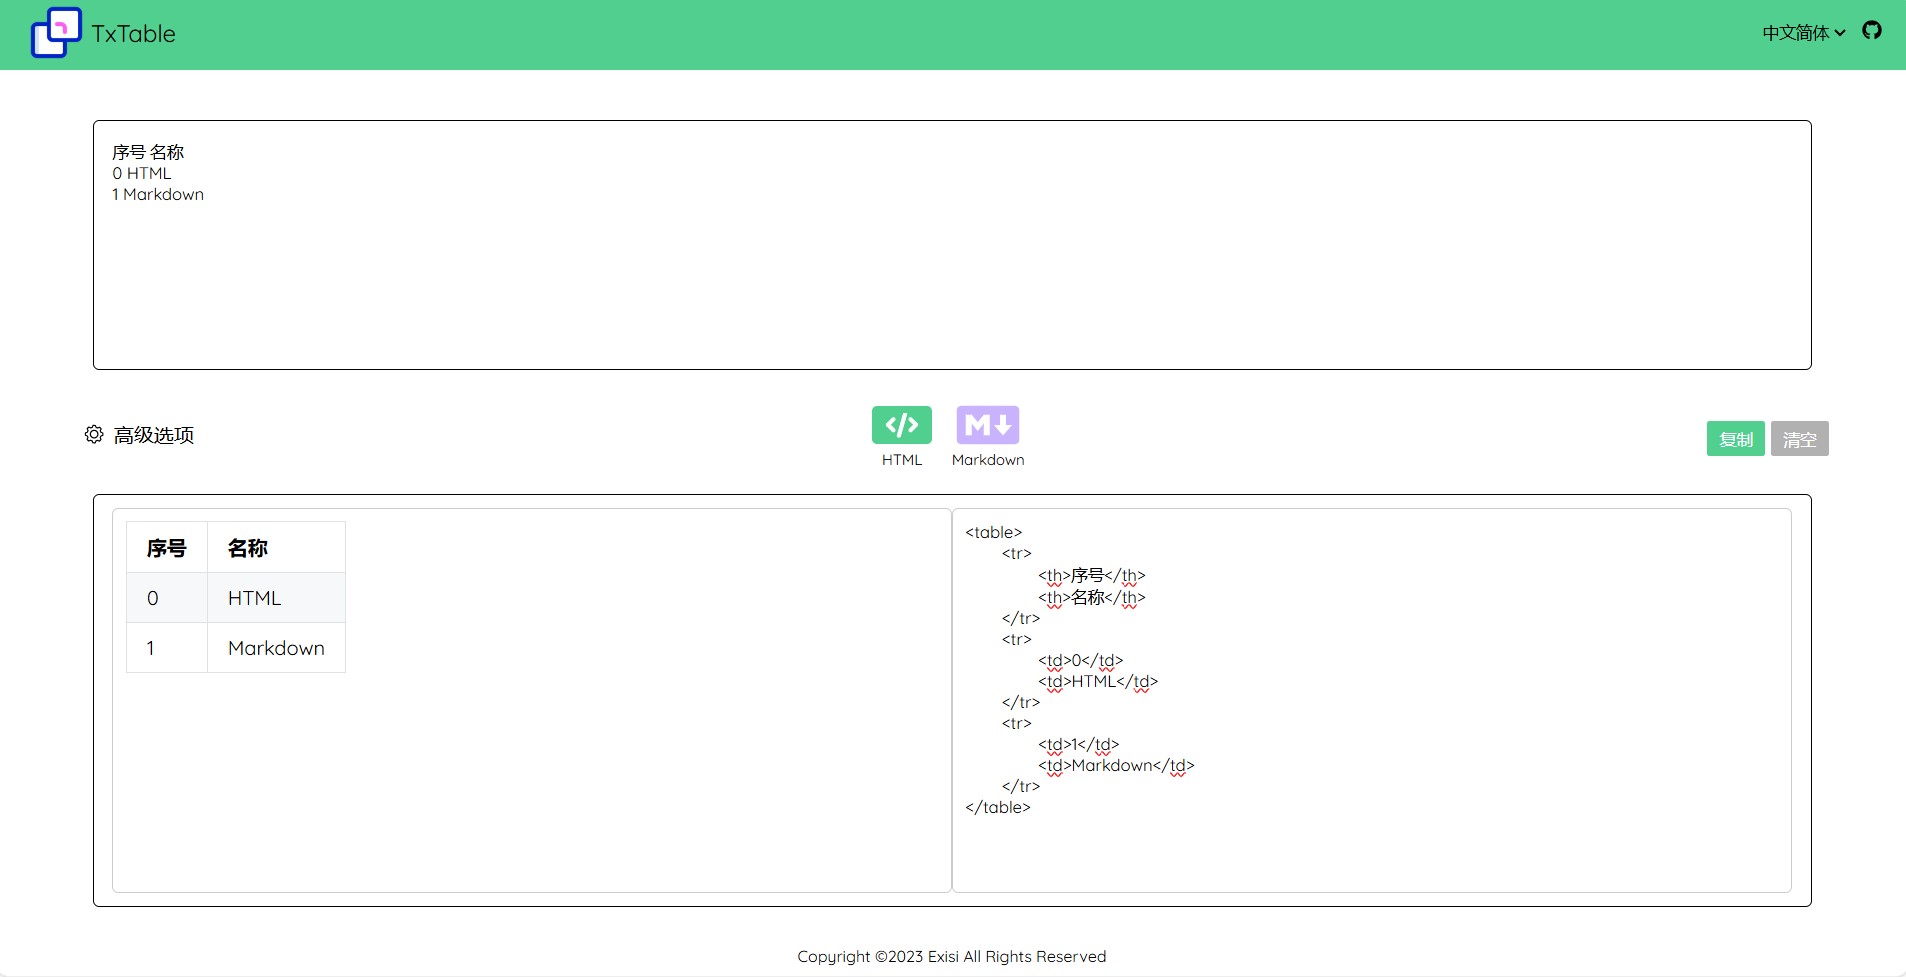 TxTable
中文简体
序号 名称
0 HTML
1 Markdown
高级选项
</>
HTML
M
Markdown
复制
清空
序号 名称
0 HTML
1 Markdown
<table>
<tr>
<th>序号</th>
<th>名称</th>
</tr>
<tr>
<td>0</td>
<td>HTML</td>
</tr>
<tr>
<td>1</td>
<td>Markdown</td>
</tr>
</table>
Copyright ©2023 Exisi All Rights Reserved